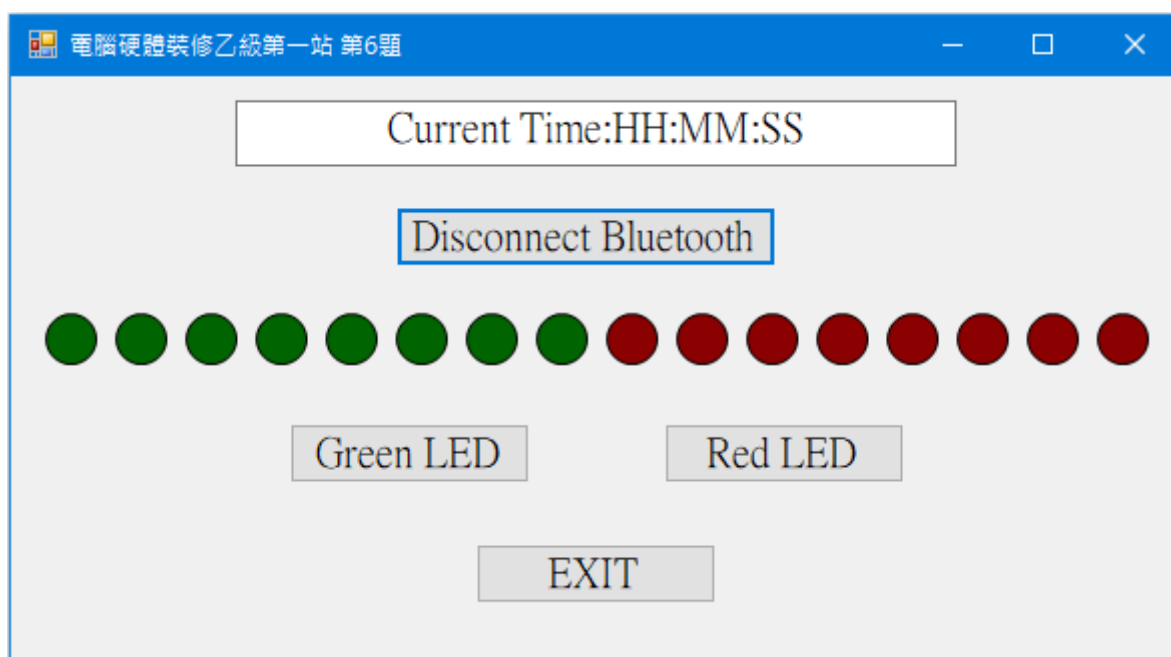 電腦硬體裝修乙級第一站 第6題
Current Time:HH:MM:SS
Disconnect Bluetooth
Green LED
Red LED
EXIT